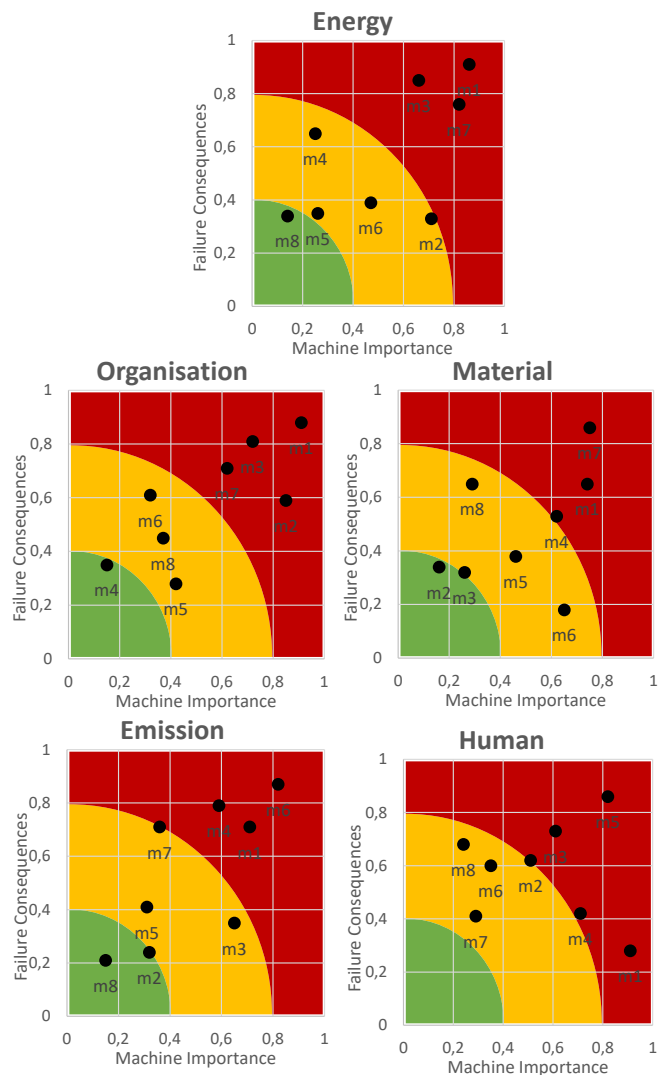 Energy
Failure Consequences
1
0,8
0,6
0,4
0,2
0
m1
m3
m7
m4
m6
m2
m8
m5
0 0,2 0,4 0,6 0,8 1
Machine Importance
Organisation
Failure Consequences
1
0,8
0,6
0,4
0,2
0
m1
m3
m7
m2
m6
m8
m4
m5
0 0,2 0,4 0,6 0,8 1
Machine Importance
Material
Failure Consequences
1
0,8
0,6
0,4
0,2
0
m7
m8
m1
m4
m5
m2
m3
m6
0 0,2 0,4 0,6 0,8 1
Machine Importance
Emission
Failure Consequences
1
0,8
0,6
0,4
0,2
0
m6
m4
m1
m7
m5
m3
m8
m2
0 0,2 0,4 0,6 0,8 1
Machine Importance
Human
Failure Consequences
1
0,8
0,6
0,4
0,2
0
m5
m3
m8
m2
m6
m7
m4
m1
0 0,2 0,4 0,6 0,8 1
Machine Importance